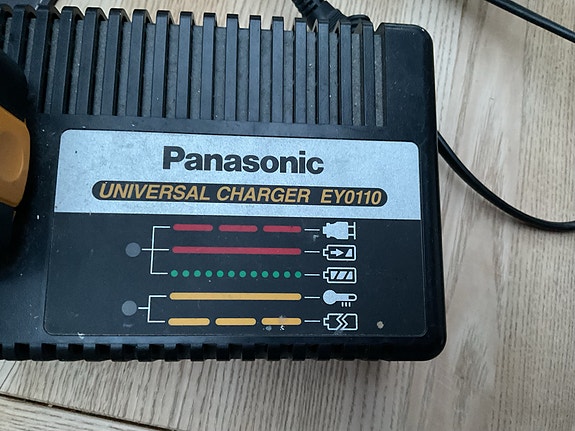 Panasonic
UNIVERSAL CHARGER EY0110